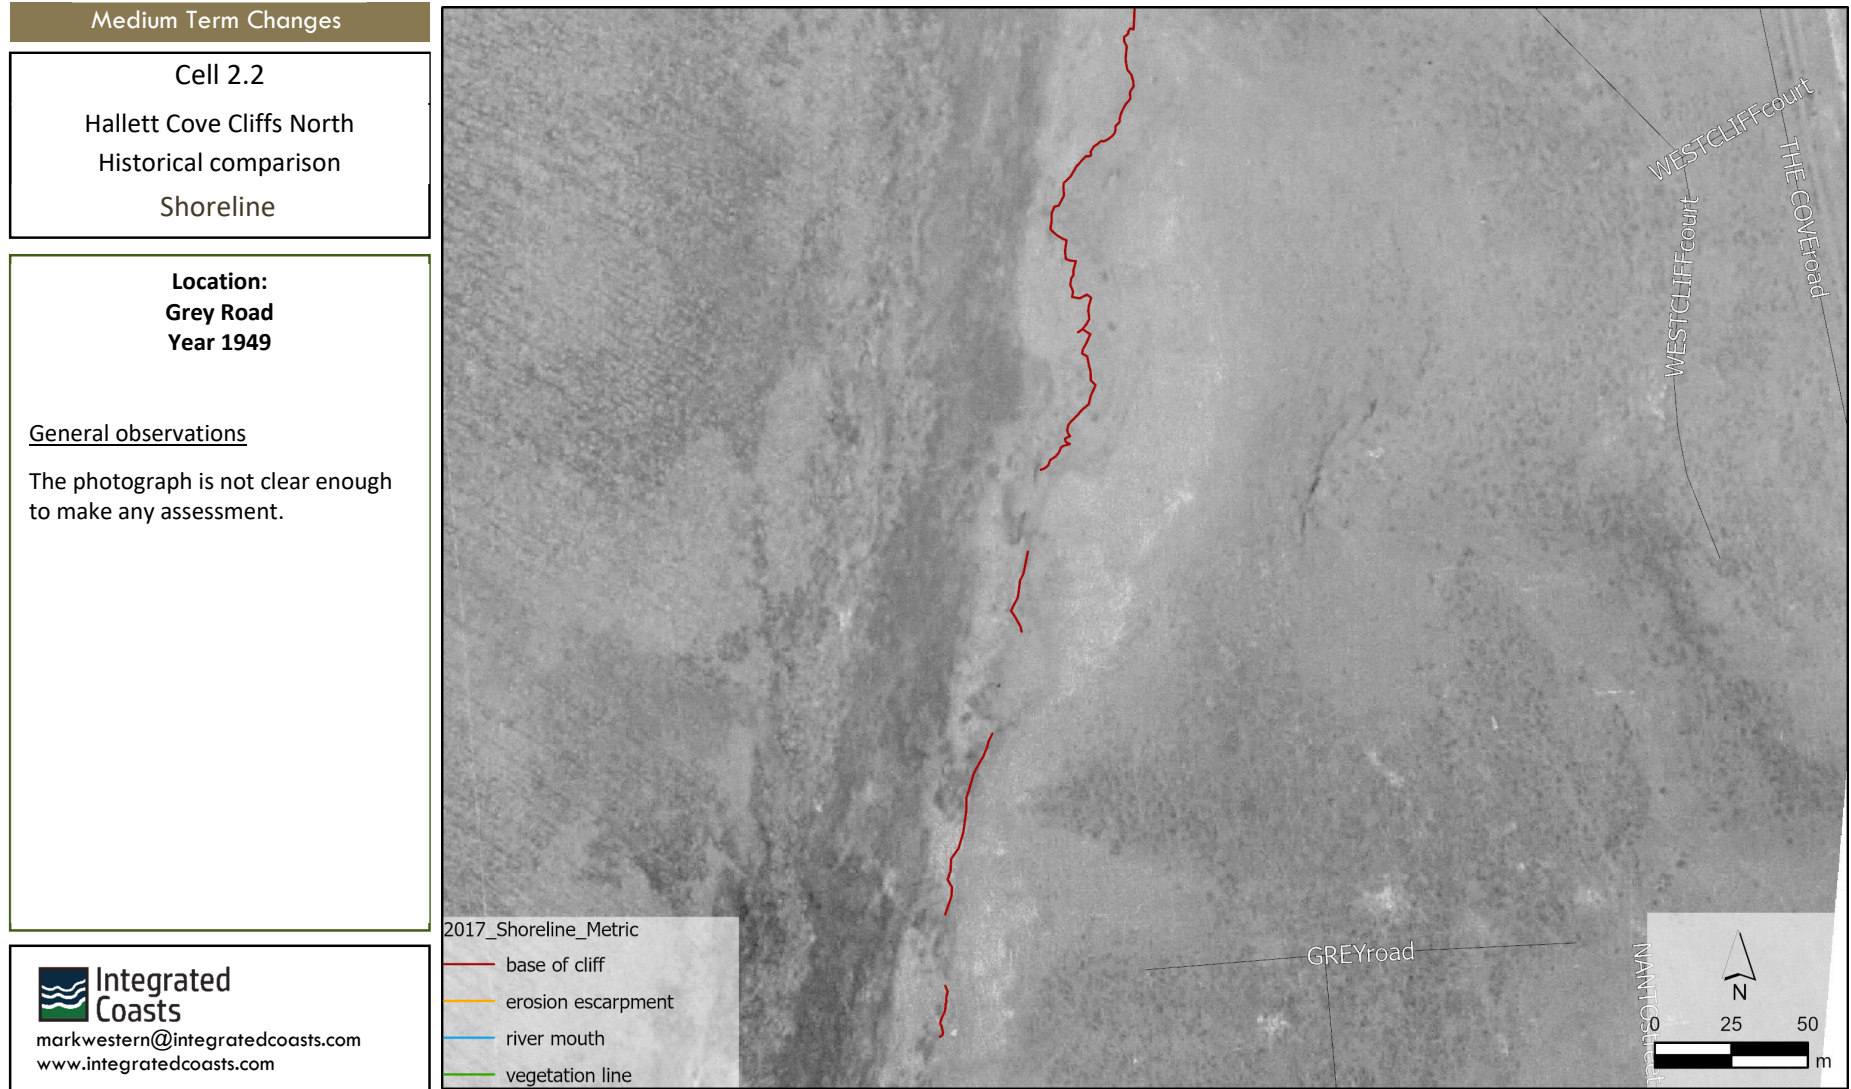 Medium Term Changes
Cell 2.2
Hallett Cove Cliffs North
Historical comparison
Shoreline
Location:
Grey Road
Year 1949
General observations
The photograph is not clear enough
to make any assessment.
Integrated
Coasts
markwestern@integratedcoasts.com
www.integratedcoasts.com
WESTCLIFFcourt
THE COVEroad
WESTCLIFFcourt
GREYroad
NANTOstreet
2017_Shoreline_Metric
base of cliff
erosion escarpment
river mouth
vegetation line
N
0 25 50
m